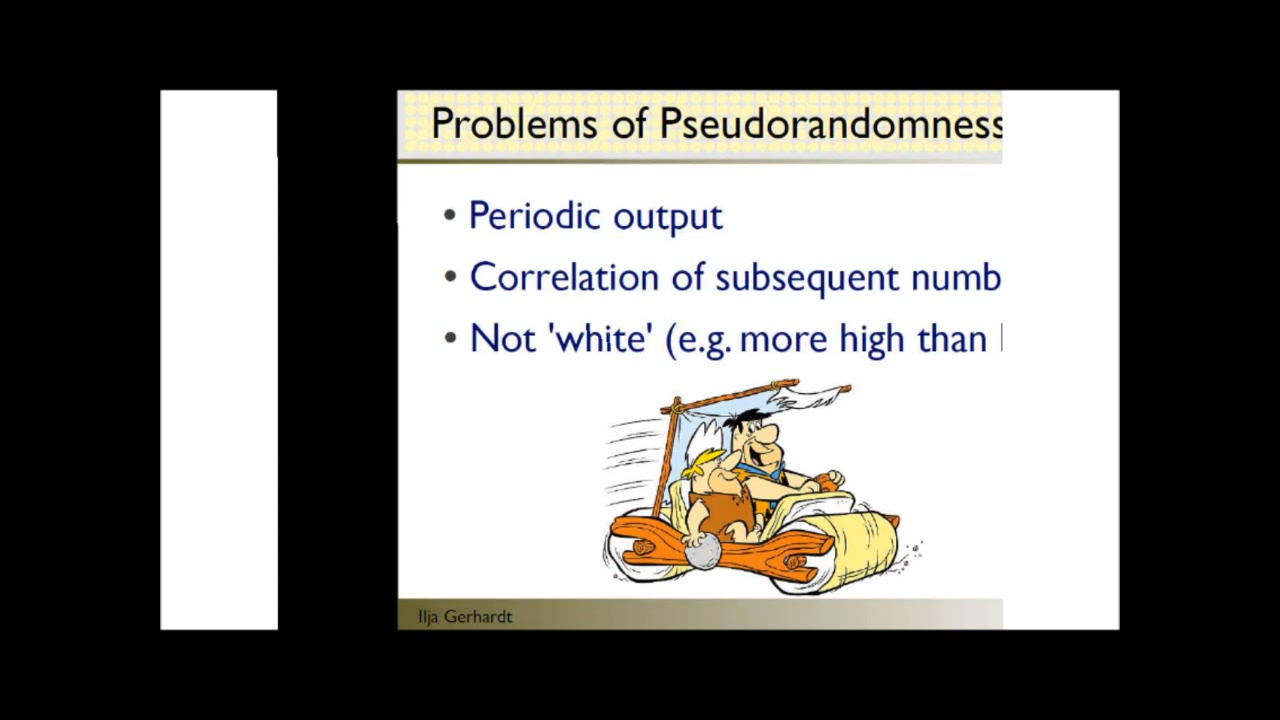 Problems of Pseudorandomness
• Periodic output
• Correlation of subsequent numb
• Not 'white' (e.g. more high than
Ilja Gerhardt